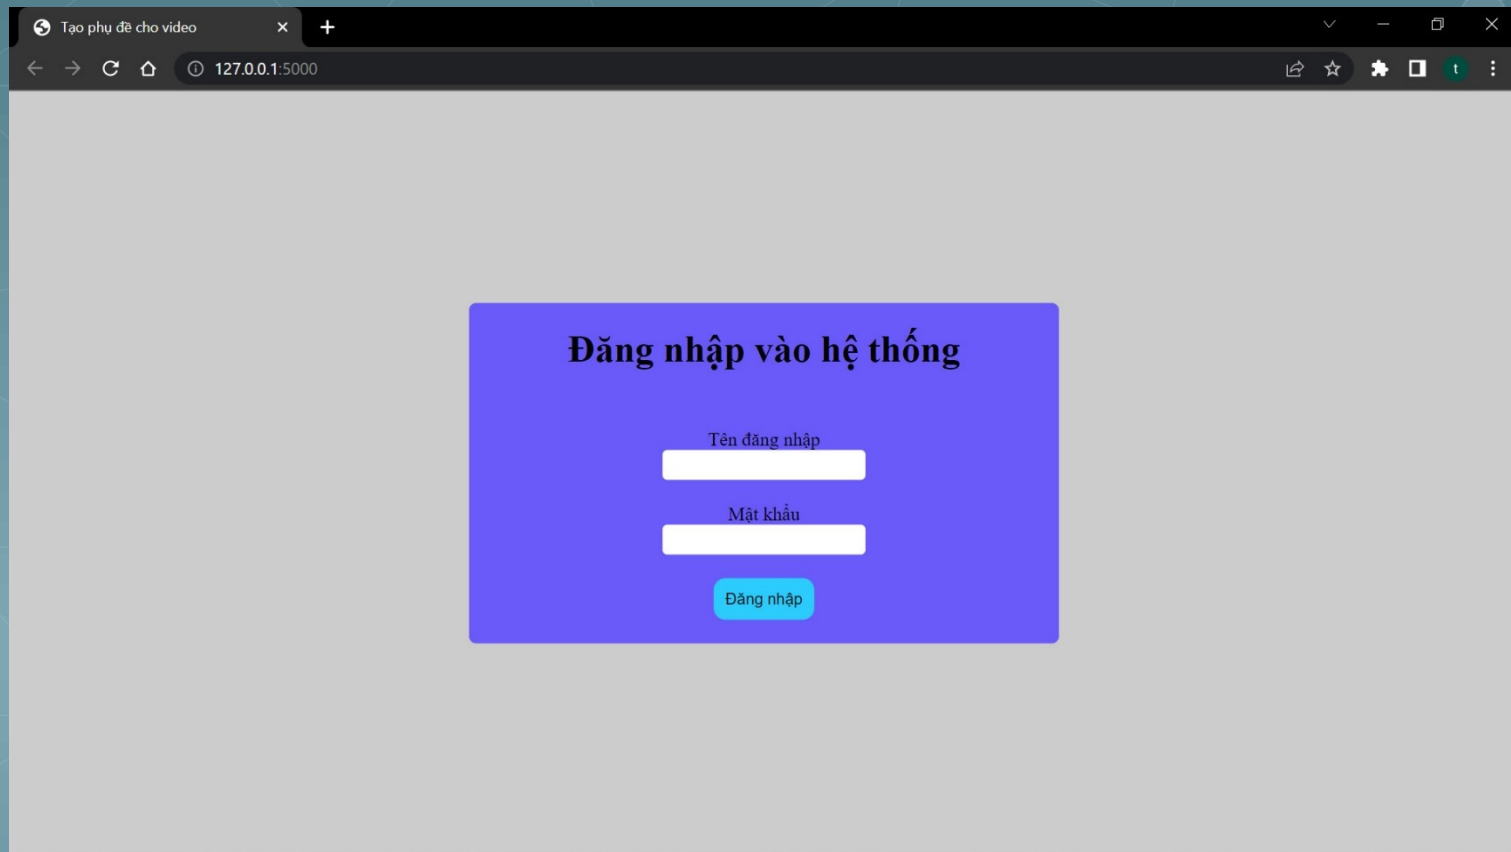 Tạo phụ đề cho video
127.0.0.1:5000
t
Đăng nhập vào hệ thống
Tên đăng nhập
Mật khẩu
Đăng nhập